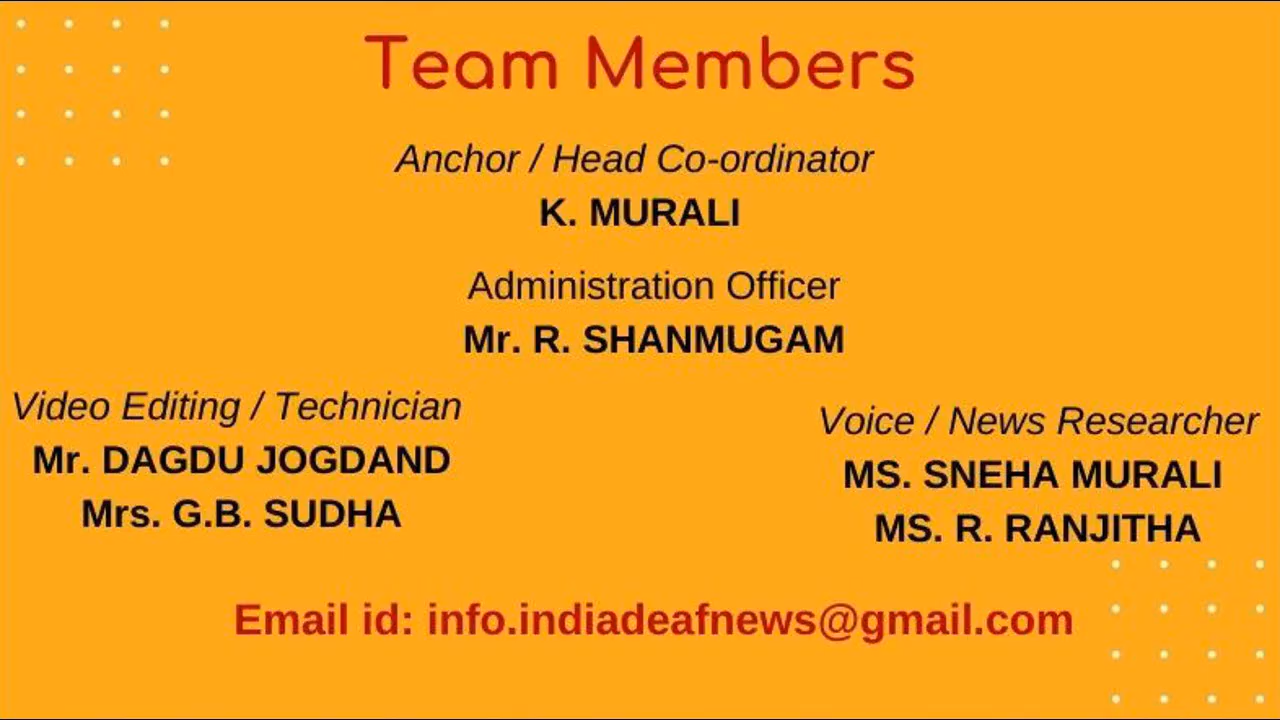 Team Members
Anchor / Head Co-ordinator
K. MURALI
Administration Officer
Mr. R. SHANMUGAM
Video Editing / Technician
Mr. DAGDU JOGDAND
Mrs. G.B. SUDHA
Voice / News Researcher
MS. SNEHA MURALI
MS. R. RANJITHA
Email id: info.indiadeafnews@gmail.com